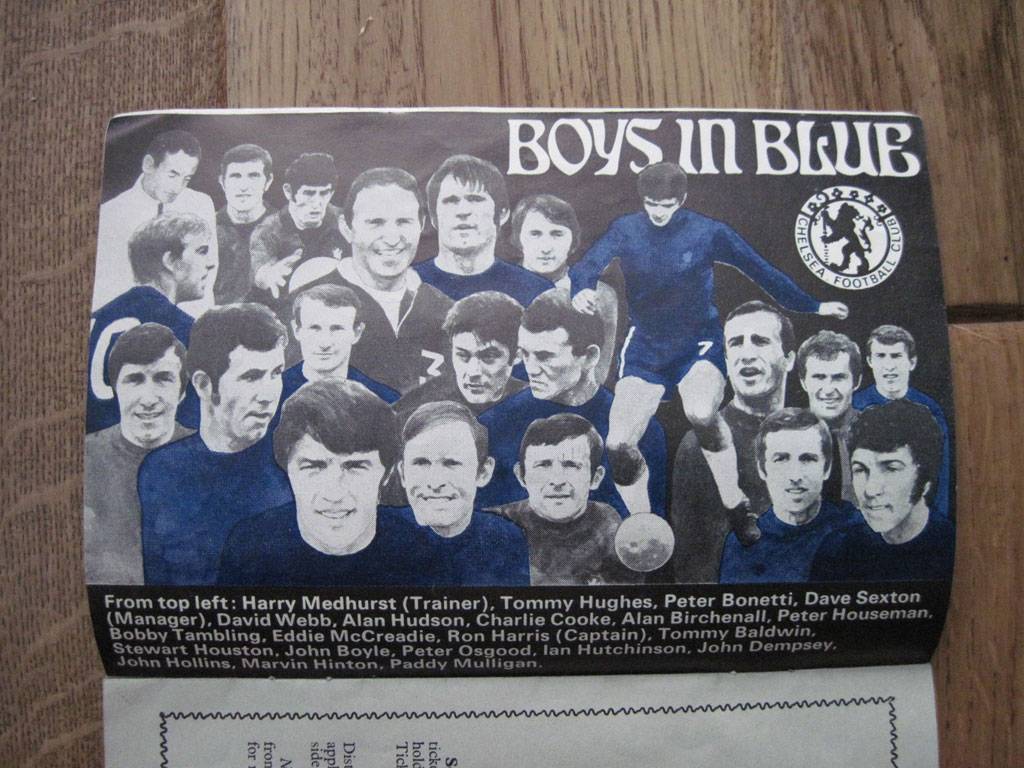 BOYS IN BLUE
CHELSEA FOOTBALL CLUB
7
3
From top left: Harry Medhurst (Trainer), Tommy Hughes, Peter Bonetti, Dave Sexton
(Manager), David Webb, Alan Hudson, Charlie Cooke, Alan Birchenall, Peter Houseman,
Bobby Tambling, Eddie McCreadie, Ron Harris (Captain), Tommy Baldwin,
Stewart Houston, John Boyle, Peter Osgood, Ian Hutchinson, John Dempsey,
John Hollins, Marvin Hinton, Paddy Mulligan.